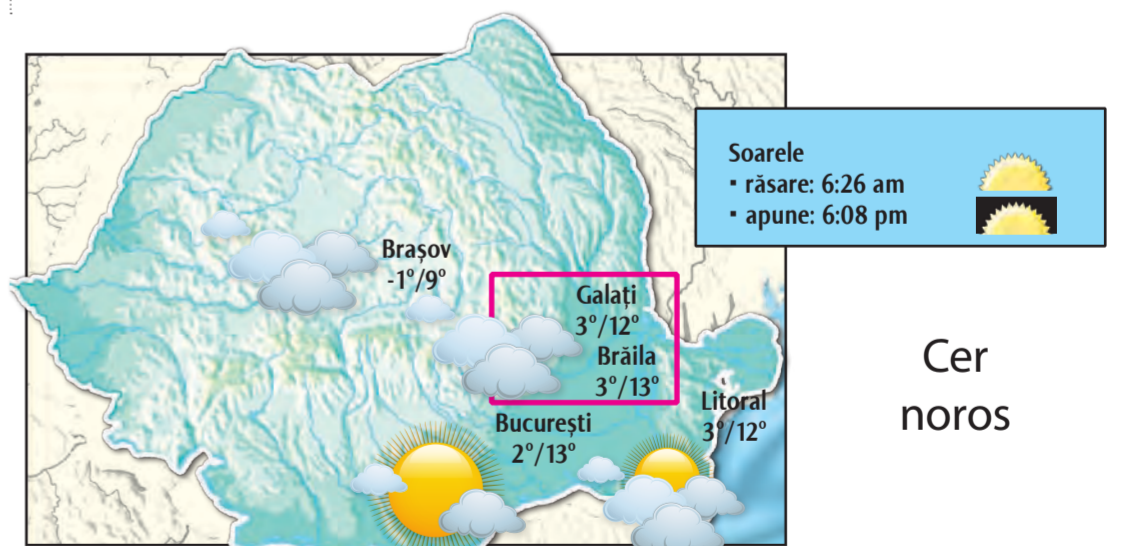 Soarele
▪ răsare: 6:26 am
▪ apune: 6:08 pm
Brașov
-1°/9°
Galați
3°/12°
Brăila
3°/13°
Litoral
3°/12°
București
2°/13°
Cer
noros